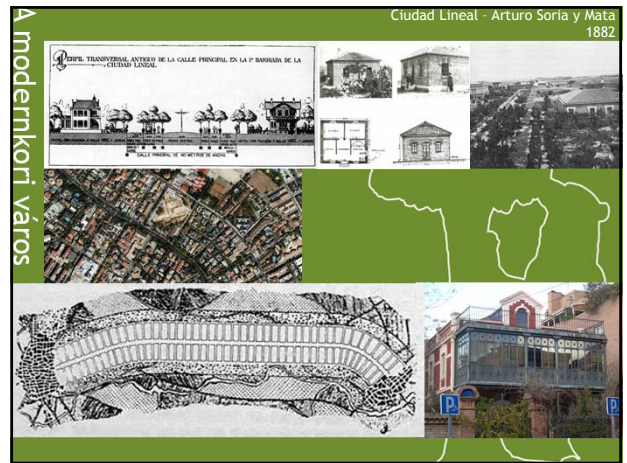 Ciudad Lineal – Arturo Soria y Mata
1882
A modernkori város
PERFIL TRANSVERSAL ANTIGUO DE LA CALLE PRINCIPAL EN LA 1ª BARRIADA DE LA
CIUDAD LINEAL
CALLE PRINCIPAL DE 40 METROS DE ANCHO
P
P